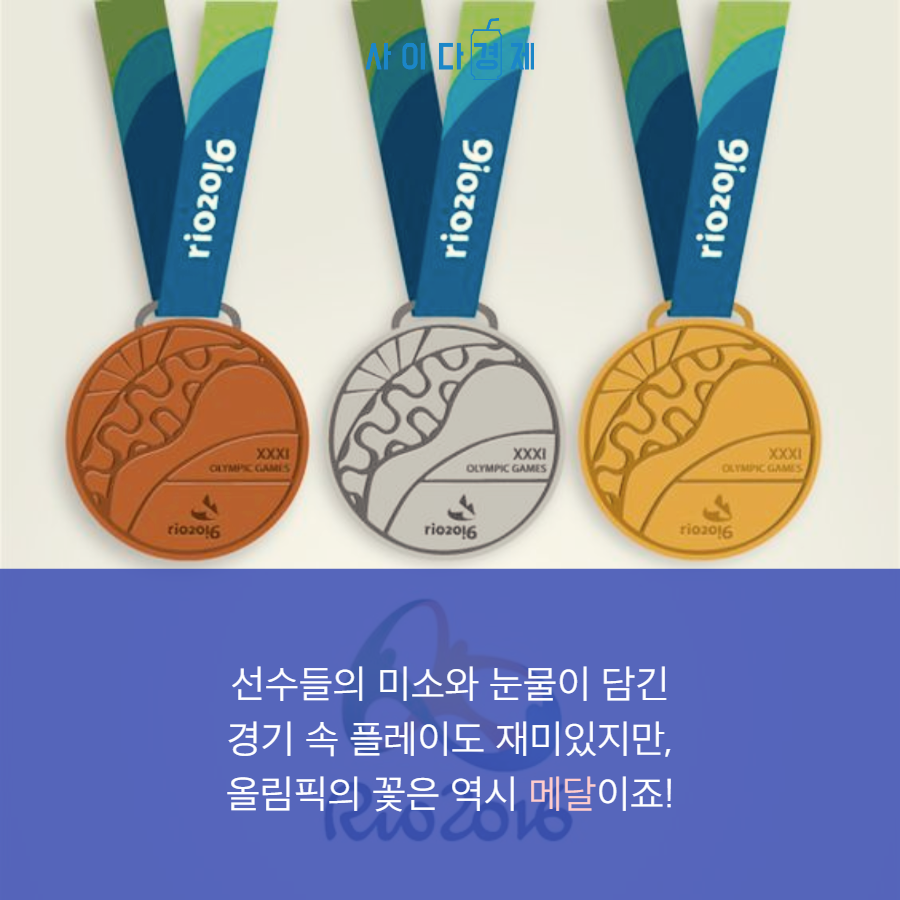 사이다경제
rio2016
rio2016
rio2016
XXXI
OLYMPIC GAMES
rio2016
XXXI
OLYMPIC GAMES
rio2016
XXXI
OLYMPIC GAMES
rio2016
선수들의 미소와 눈물이 담긴
경기 속 플레이도 재미있지만,
올림픽의 꽃은 역시 메달이죠!
Rio2016